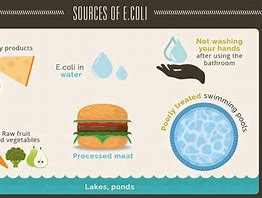 SOURCES OF E.COLI
y products
E.coli in
water
Not washing
your hands
after using the
bathroom
Raw fruit
d vegetables
Processed meat
Poorly treated swimming pools
Lakes, ponds